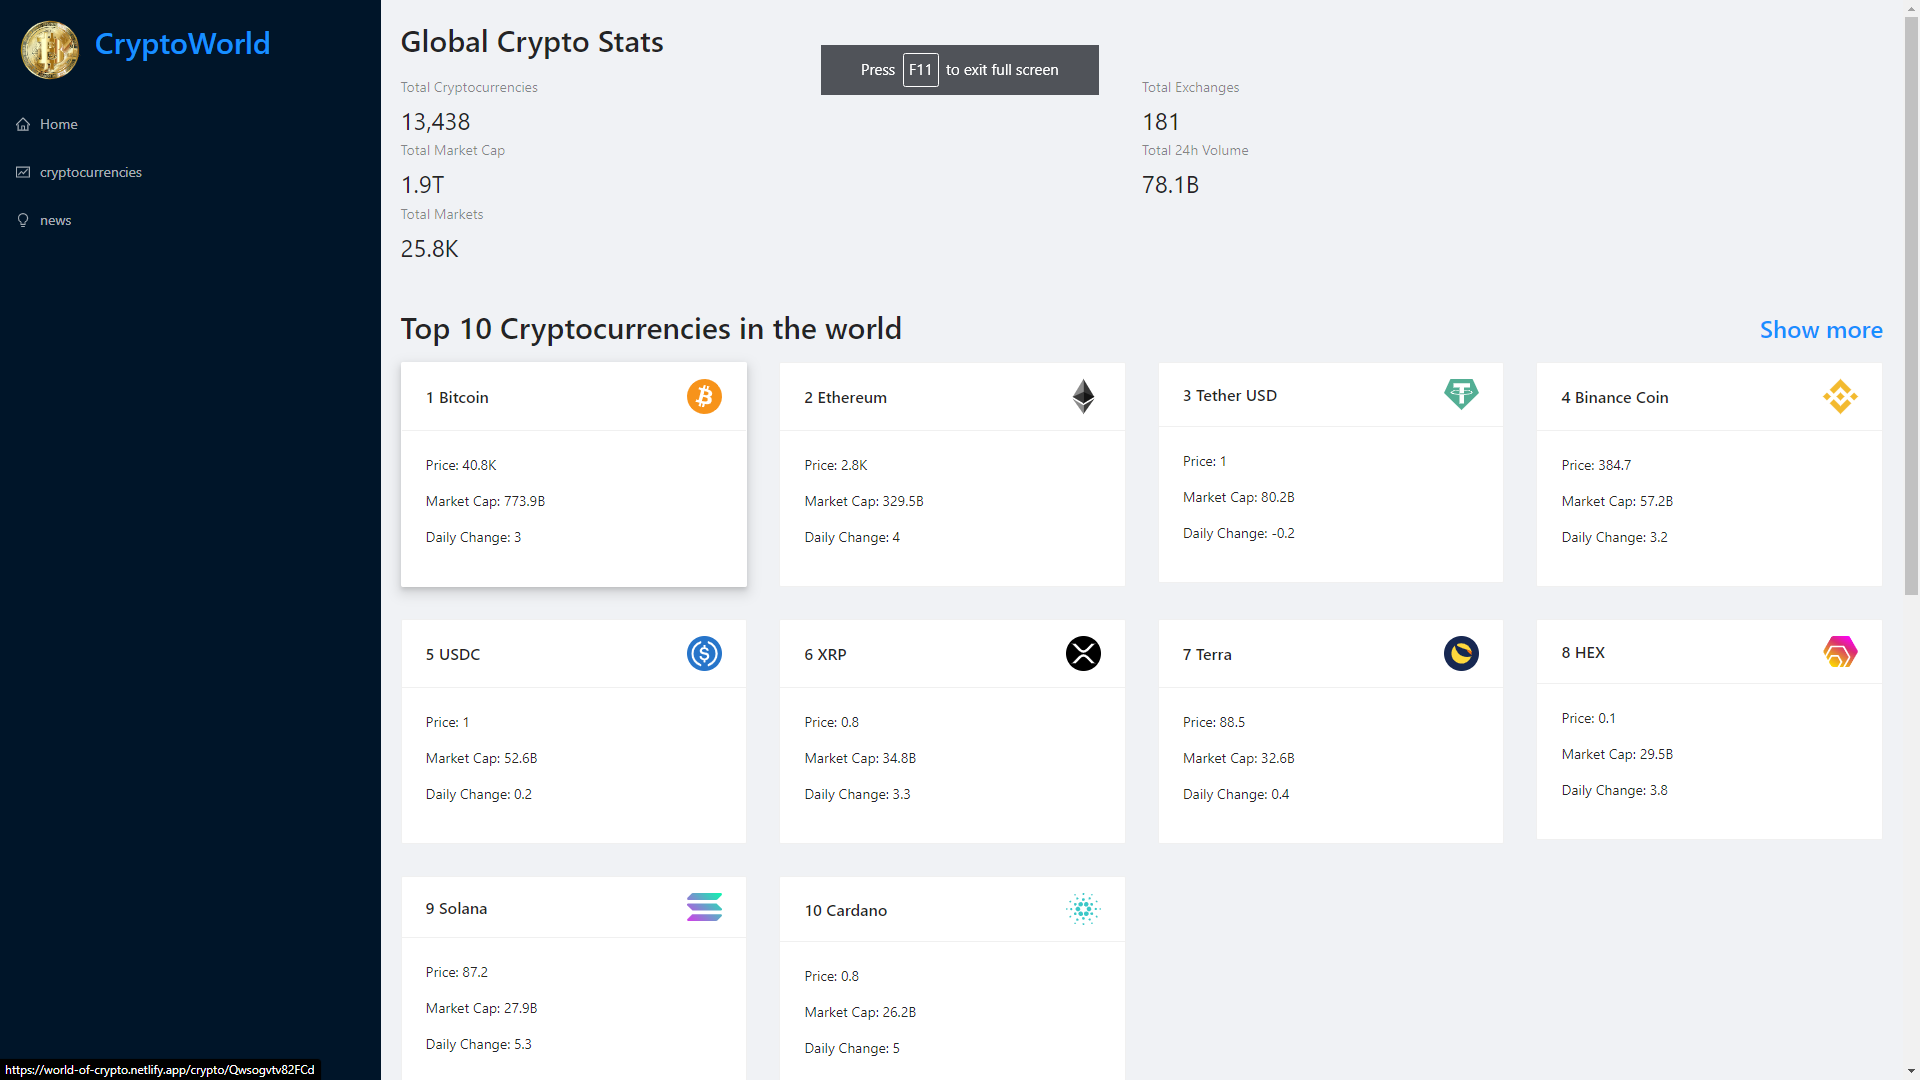 CryptoWorld
Home
cryptocurrencies
news
Global Crypto Stats
Press F11 to exit full screen
Total Cryptocurrencies
13,438
Total Exchanges
181
Total Market Cap
1.9T
Total 24h Volume
78.1B
Total Markets
25.8K
Top 10 Cryptocurrencies in the world
Show more
1 Bitcoin
Price: 40.8K
Market Cap: 773.9B
Daily Change: 3
2 Ethereum
Price: 2.8K
Market Cap: 329.5B
Daily Change: 4
3 Tether USD
Price: 1
Market Cap: 80.2B
Daily Change: -0.2
4 Binance Coin
Price: 384.7
Market Cap: 57.2B
Daily Change: 3.2
5 USDC
Price: 1
Market Cap: 52.6B
Daily Change: 0.2
6 XRP
Price: 0.8
Market Cap: 34.8B
Daily Change: 3.3
7 Terra
Price: 88.5
Market Cap: 32.6B
Daily Change: 0.4
8 HEX
Price: 0.1
Market Cap: 29.5B
Daily Change: 3.8
9 Solana
Price: 87.2
Market Cap: 27.9B
Daily Change: 5.3
10 Cardano
Price: 0.8
Market Cap: 26.2B
Daily Change: 5
https://world-of-crypto.netlify.app/crypto/Qwsogvtv82FCd